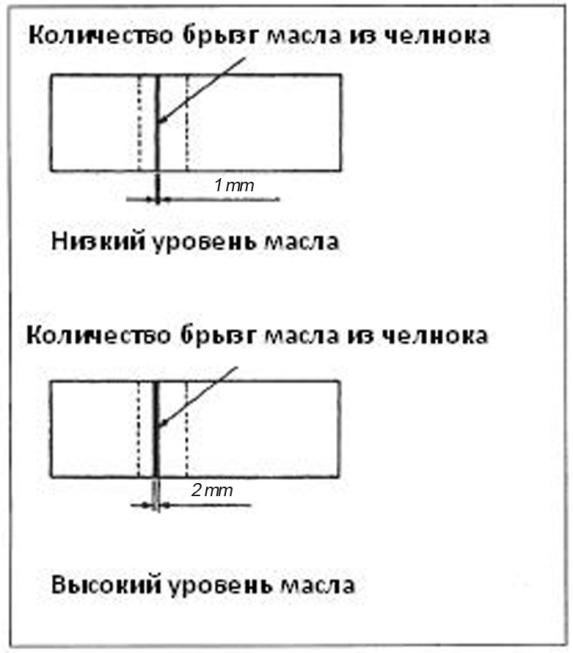 Количество брызг масла из челнока
1 mm
Низкий уровень масла
Количество брызг масла из челнока
2 mm
Высокий уровень масла